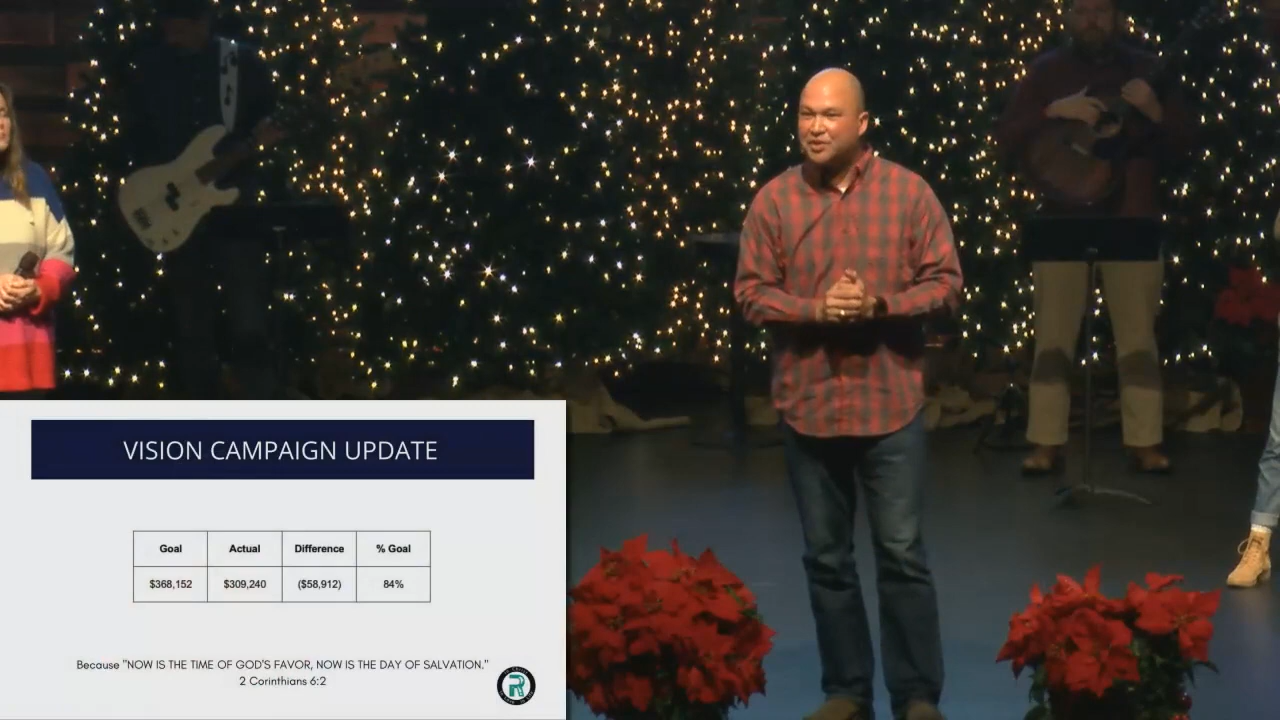 VISION CAMPAIGN UPDATE
Goal Actual Difference % Goal
$368,152 $309,240 ($58,912) 84%
Because "NOW IS THE TIME OF GOD'S FAVOR, NOW IS THE DAY OF SALVATION."
2 Corinthians 6:2